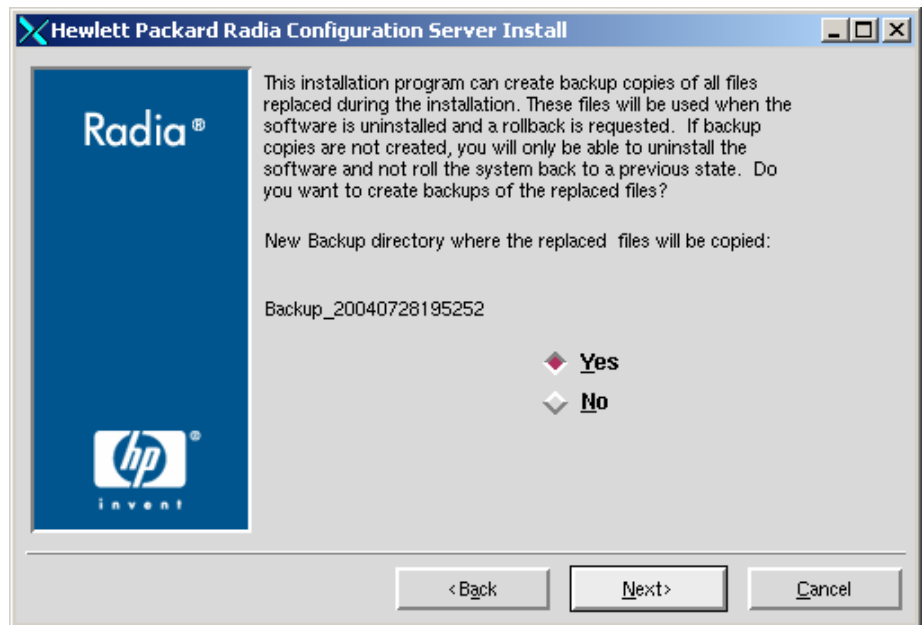 Hewlett Packard Radia Configuration Server Install
Radia®
This installation program can create backup copies of all files
replaced during the installation. These files will be used when the
software is uninstalled and a rollback is requested.  If backup
copies are not created, you will only be able to uninstall the
software and not roll the system back to a previous state.  Do
you want to create backups of the replaced files?
New Backup directory where the replaced  files will be copied:
Backup_20040728195252
Yes
No
hp®
invent
<Back
Next>
Cancel